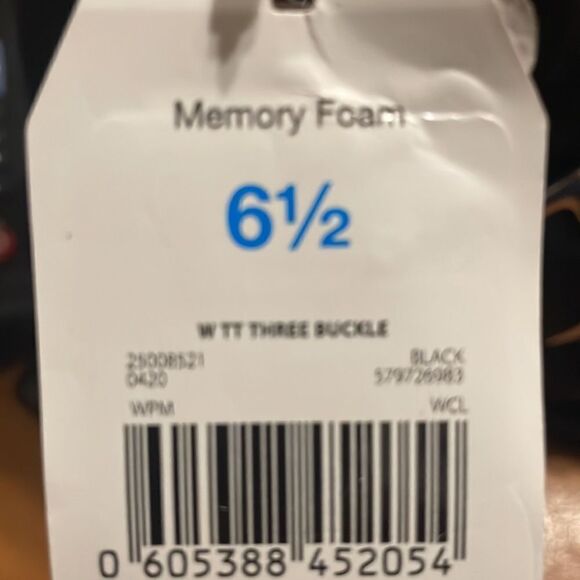 Memory Foam
6½
W TT THREE BUCKLE
25008521 BLACK
0420 579726983
WPM WCL
0 605388 452054